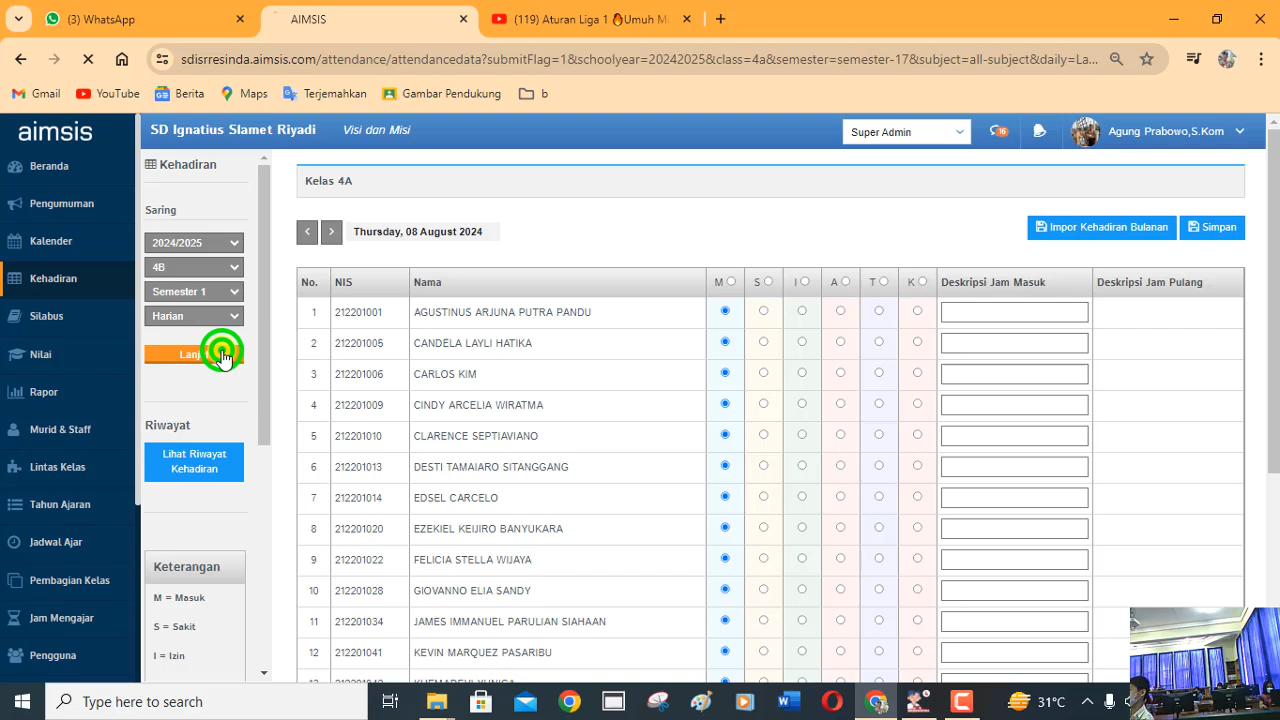 (3) WhatsApp
AIMSIS
(119) Aturan Liga 1 🔥Umuh M
sdisrresinda.aimsis.com/attendance/attendancedata?submitFlag=1&schoolyear=20242025&class=4a&semester=semester-17&subject=all-subject&daily=La...
Gmail
YouTube
Berita
Maps
Terjemahkan
Gambar Pendukung
b
aimsis
SD Ignatius Slamet Riyadi
Visi dan Misi
Super Admin
16
Agung Prabowo,S.Kom
Beranda
Pengumuman
Kalender
Kehadiran
Silabus
Nilai
Rapor
Murid & Staff
Lintas Kelas
Tahun Ajaran
Jadwal Ajar
Pembagian Kelas
Jam Mengajar
Pengguna
Kehadiran
Saring
2024/2025
4B
Semester 1
Harian
Riwayat
Lihat Riwayat
Kehadiran
Keterangan
M = Masuk
S = Sakit
I = Izin
Kelas 4A
Thursday, 08 August 2024
Impor Kehadiran Bulanan
Simpan
No. NIS Nama M S I A T K Deskripsi Jam Masuk Deskripsi Jam Pulang
1 212201001 AGUSTINUS ARJUNA PUTRA PANDU
2 212201005 CANDELA LAYLI HATIKA
3 212201006 CARLOS KIM
4 212201009 CINDY ARCELIA WIRATMA
5 212201010 CLARENCE SEPTIAVIANO
6 212201013 DESTI TAMAIARO SITANGGANG
7 212201014 EDSEL CARCELO
8 212201020 EZEKIEL KEIJIRO BANYUKARA
9 212201022 FELICIA STELLA WIJAYA
10 212201028 GIOVANNO ELIA SANDY
11 212201034 JAMES IMMANUEL PARULIAN SIAHAAN
12 212201041 KEVIN MARQUEZ PASARIBU
Type here to search
31°C